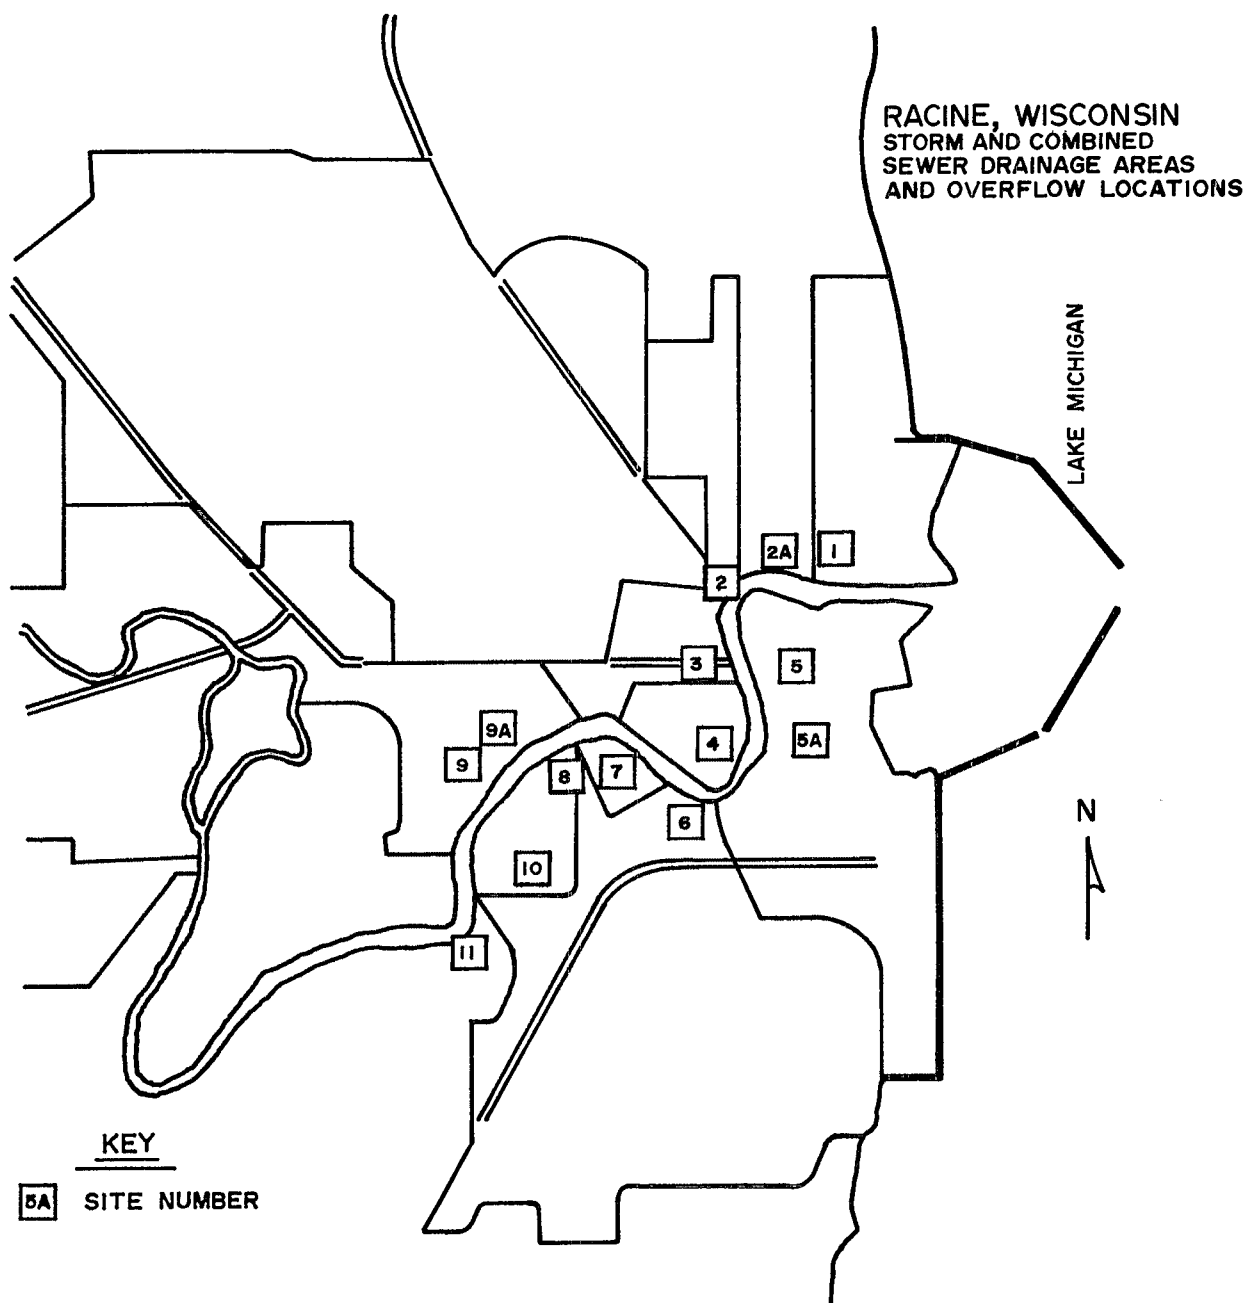 RACINE, WISCONSIN
STORM AND COMBINED
SEWER DRAINAGE AREAS
AND OVERFLOW LOCATIONS
LAKE MICHIGAN
2A
1
2
3
5
9A
4
5A
9
8
7
6
10
11
N
KEY
5A SITE NUMBER